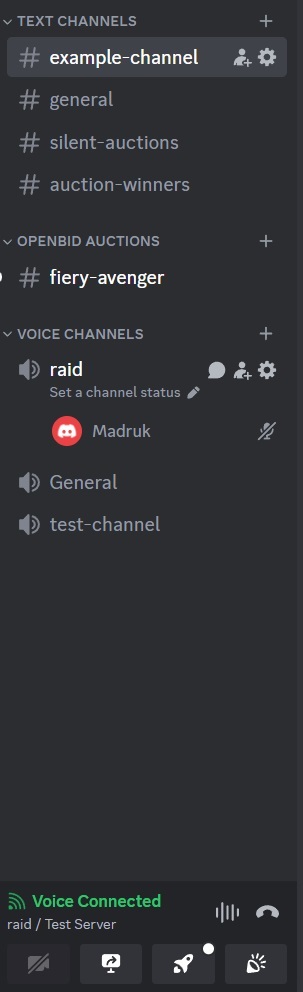 TEXT CHANNELS
example-channel
general
silent-auctions
auction-winners
OPENBID AUCTIONS
fiery-avenger
VOICE CHANNELS
raid
Set a channel status
Madruk
General
test-channel
Voice Connected
raid / Test Server